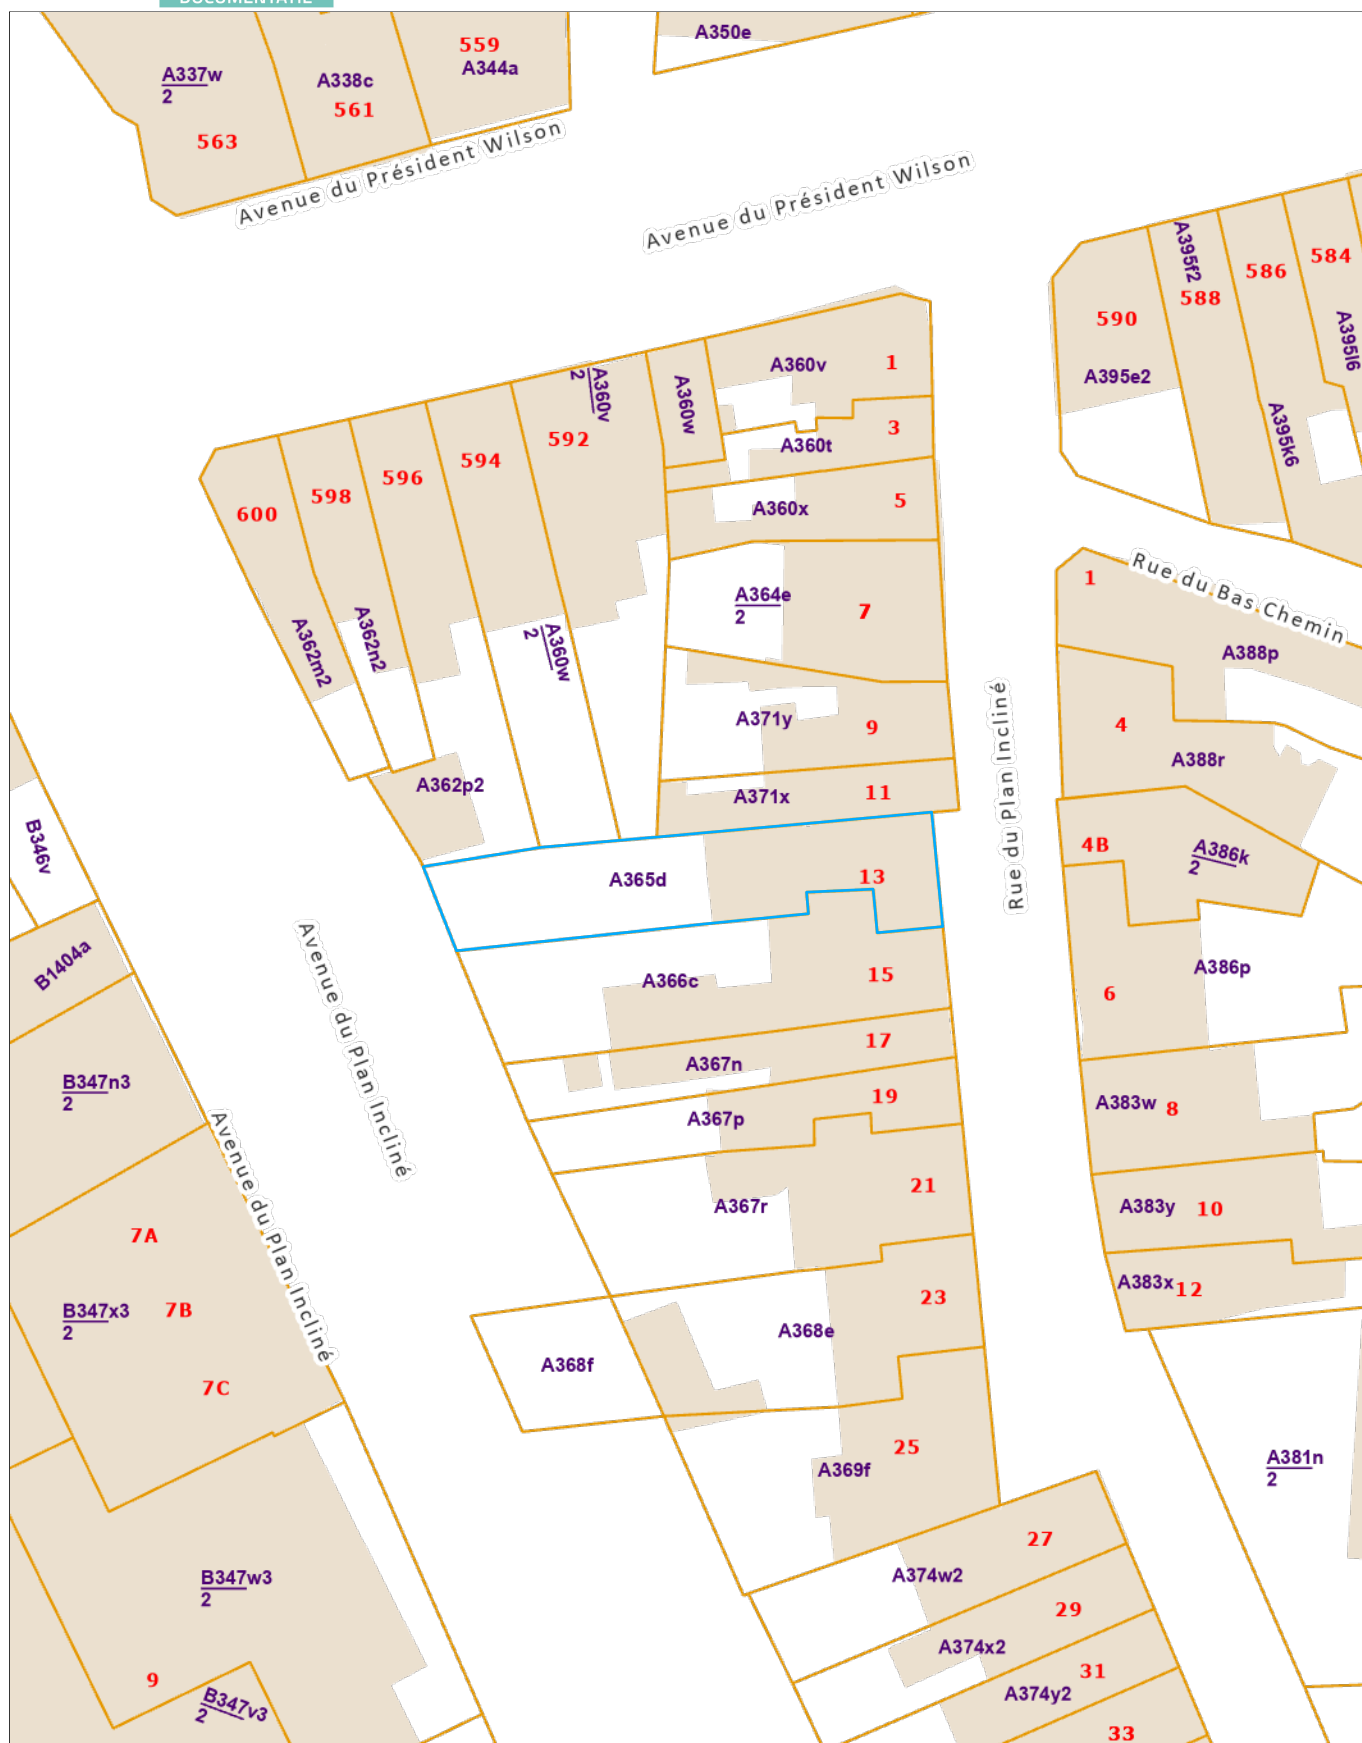 DOCUMENTATIE
A350e
559
A344a
A337w
2
A338c
561
563
Avenue du Président Wilson
Avenue du Président Wilson
A395f2
584
586
588
590
A395l6
A395e2
A395k6
A360v
1
A360v
2
A360w
3
A360t
592
594
596
598
600
5
A360x
Rue du Bas Chemin
1
A364e
2
7
A362m2
A362n2
A360w
2
A388p
4
A388r
A371y
9
Rue du Plan Incliné
A362p2
A371x
11
B346v
4B
A386k
2
A365d
13
Avenue du Plan Incliné
B1404a
A366c
15
A386p
6
17
A367n
B347n3
2
19
A367p
A383w
8
Avenue du Plan Incliné
21
A367r
A383y
10
7A
A383x
12
B347x3
2
7B
23
A368e
A368f
7C
25
A369f
A381n
2
27
A374w2
B347w3
2
29
A374x2
31
A374y2
9
B347v3
2
33